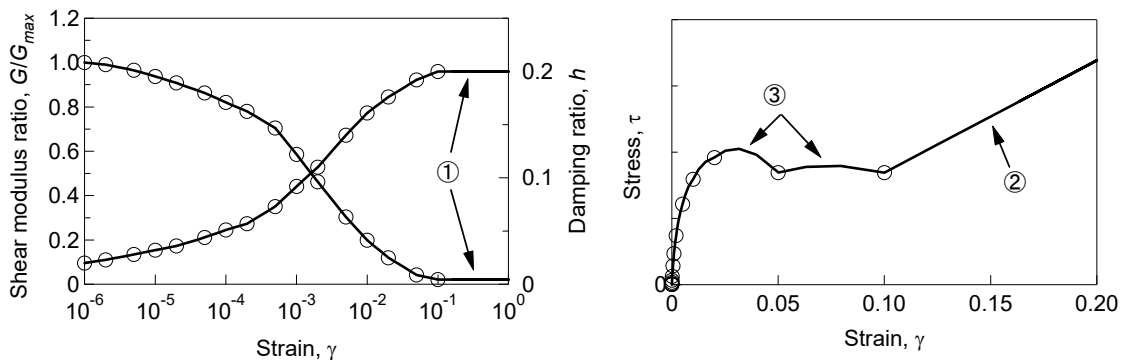 Shear modulus ratio, G/Gmax
1.2
1.0
0.8
0.6
0.4
0.2
0
10⁻⁶ 10⁻⁵ 10⁻⁴ 10⁻³ 10⁻² 10⁻¹ 10⁰
Strain, γ
0.2
0.1
0
Damping ratio, h
①
Stress, τ
0
0 0.05 0.10 0.15 0.20
Strain, γ
③
②